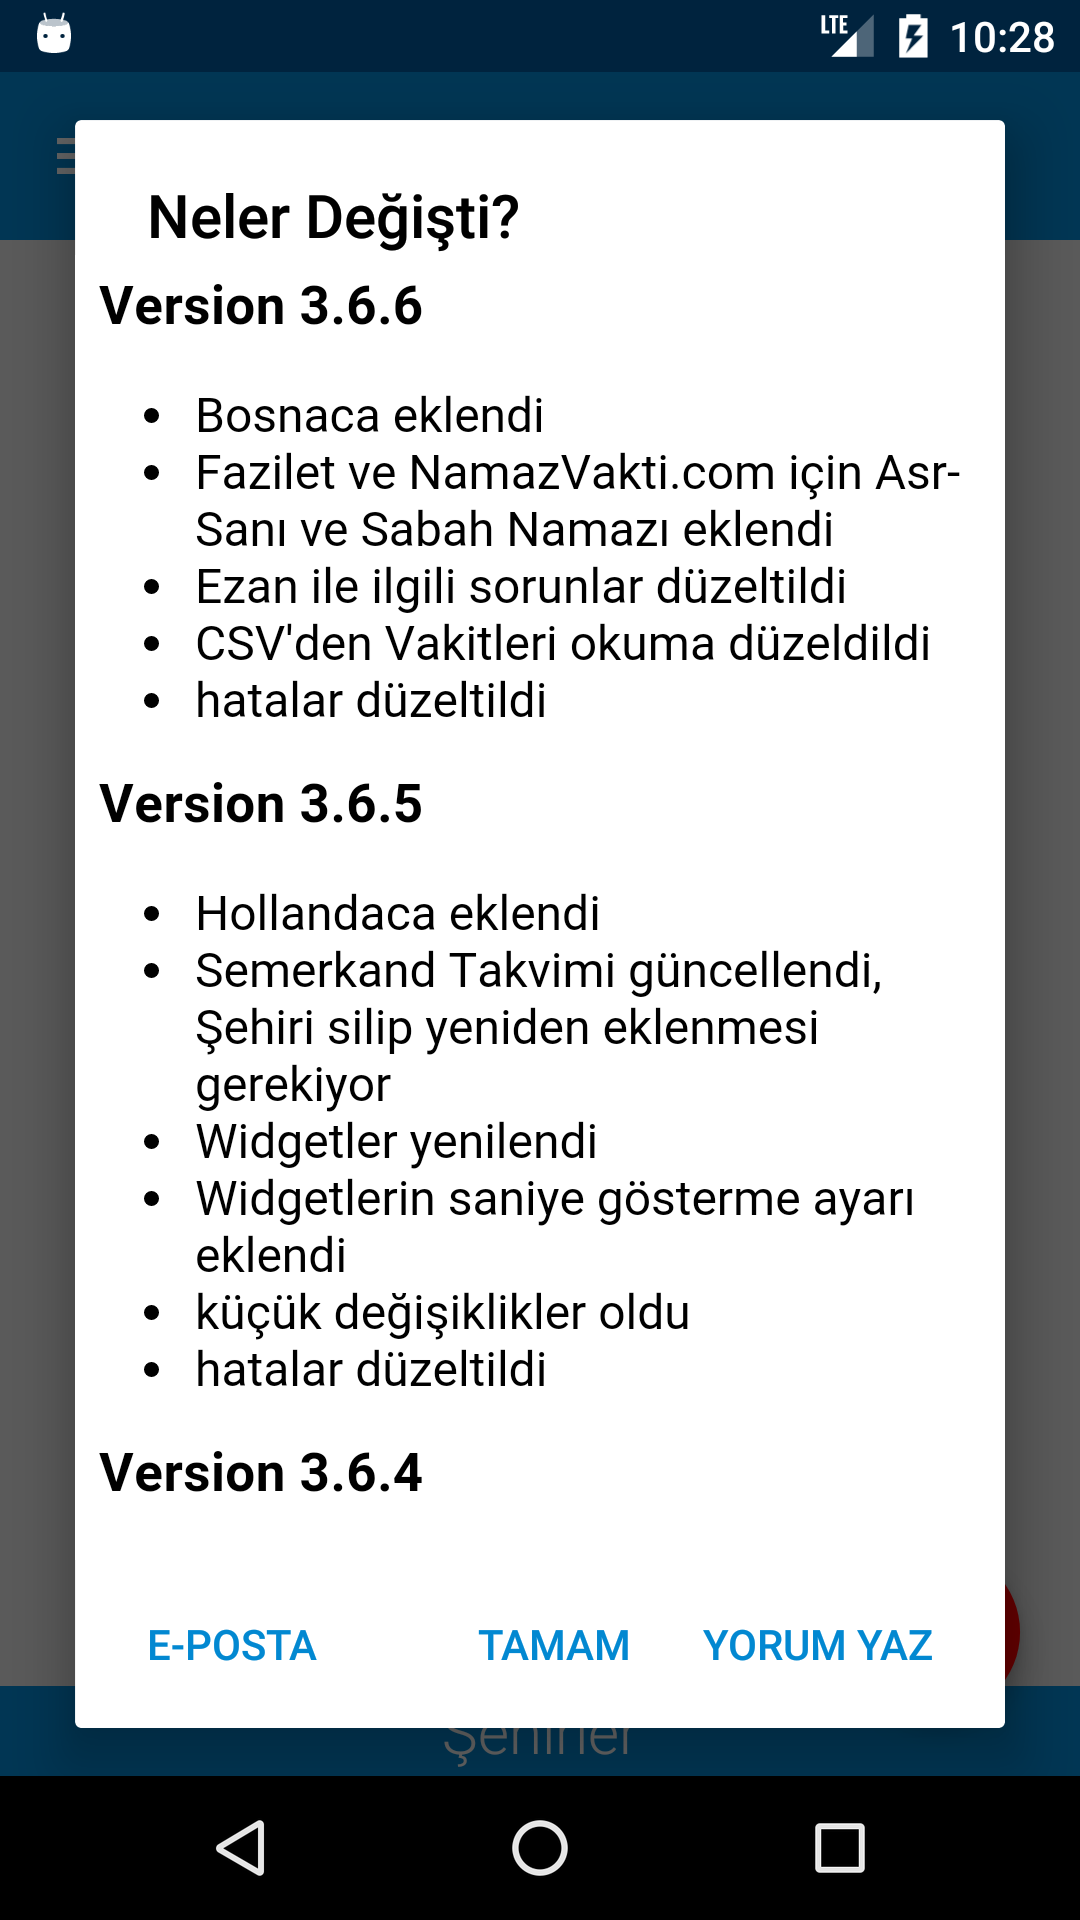 LTE 10:28
Neler Değişti?
Version 3.6.6
• Bosnaca eklendi
• Fazilet ve NamazVakti.com için Asr-
Sanı ve Sabah Namazı eklendi
• Ezan ile ilgili sorunlar düzeltildi
• CSV'den Vakitleri okuma düzeldildi
• hatalar düzeltildi
Version 3.6.5
• Hollandaca eklendi
• Semerkand Takvimi güncellendi,
Şehiri silip yeniden eklenmesi
gerekiyor
• Widgetler yenilendi
• Widgetlerin saniye gösterme ayarı
eklendi
• küçük değişiklikler oldu
• hatalar düzeltildi
Version 3.6.4
E-POSTA TAMAM YORUM YAZ
Şehirler